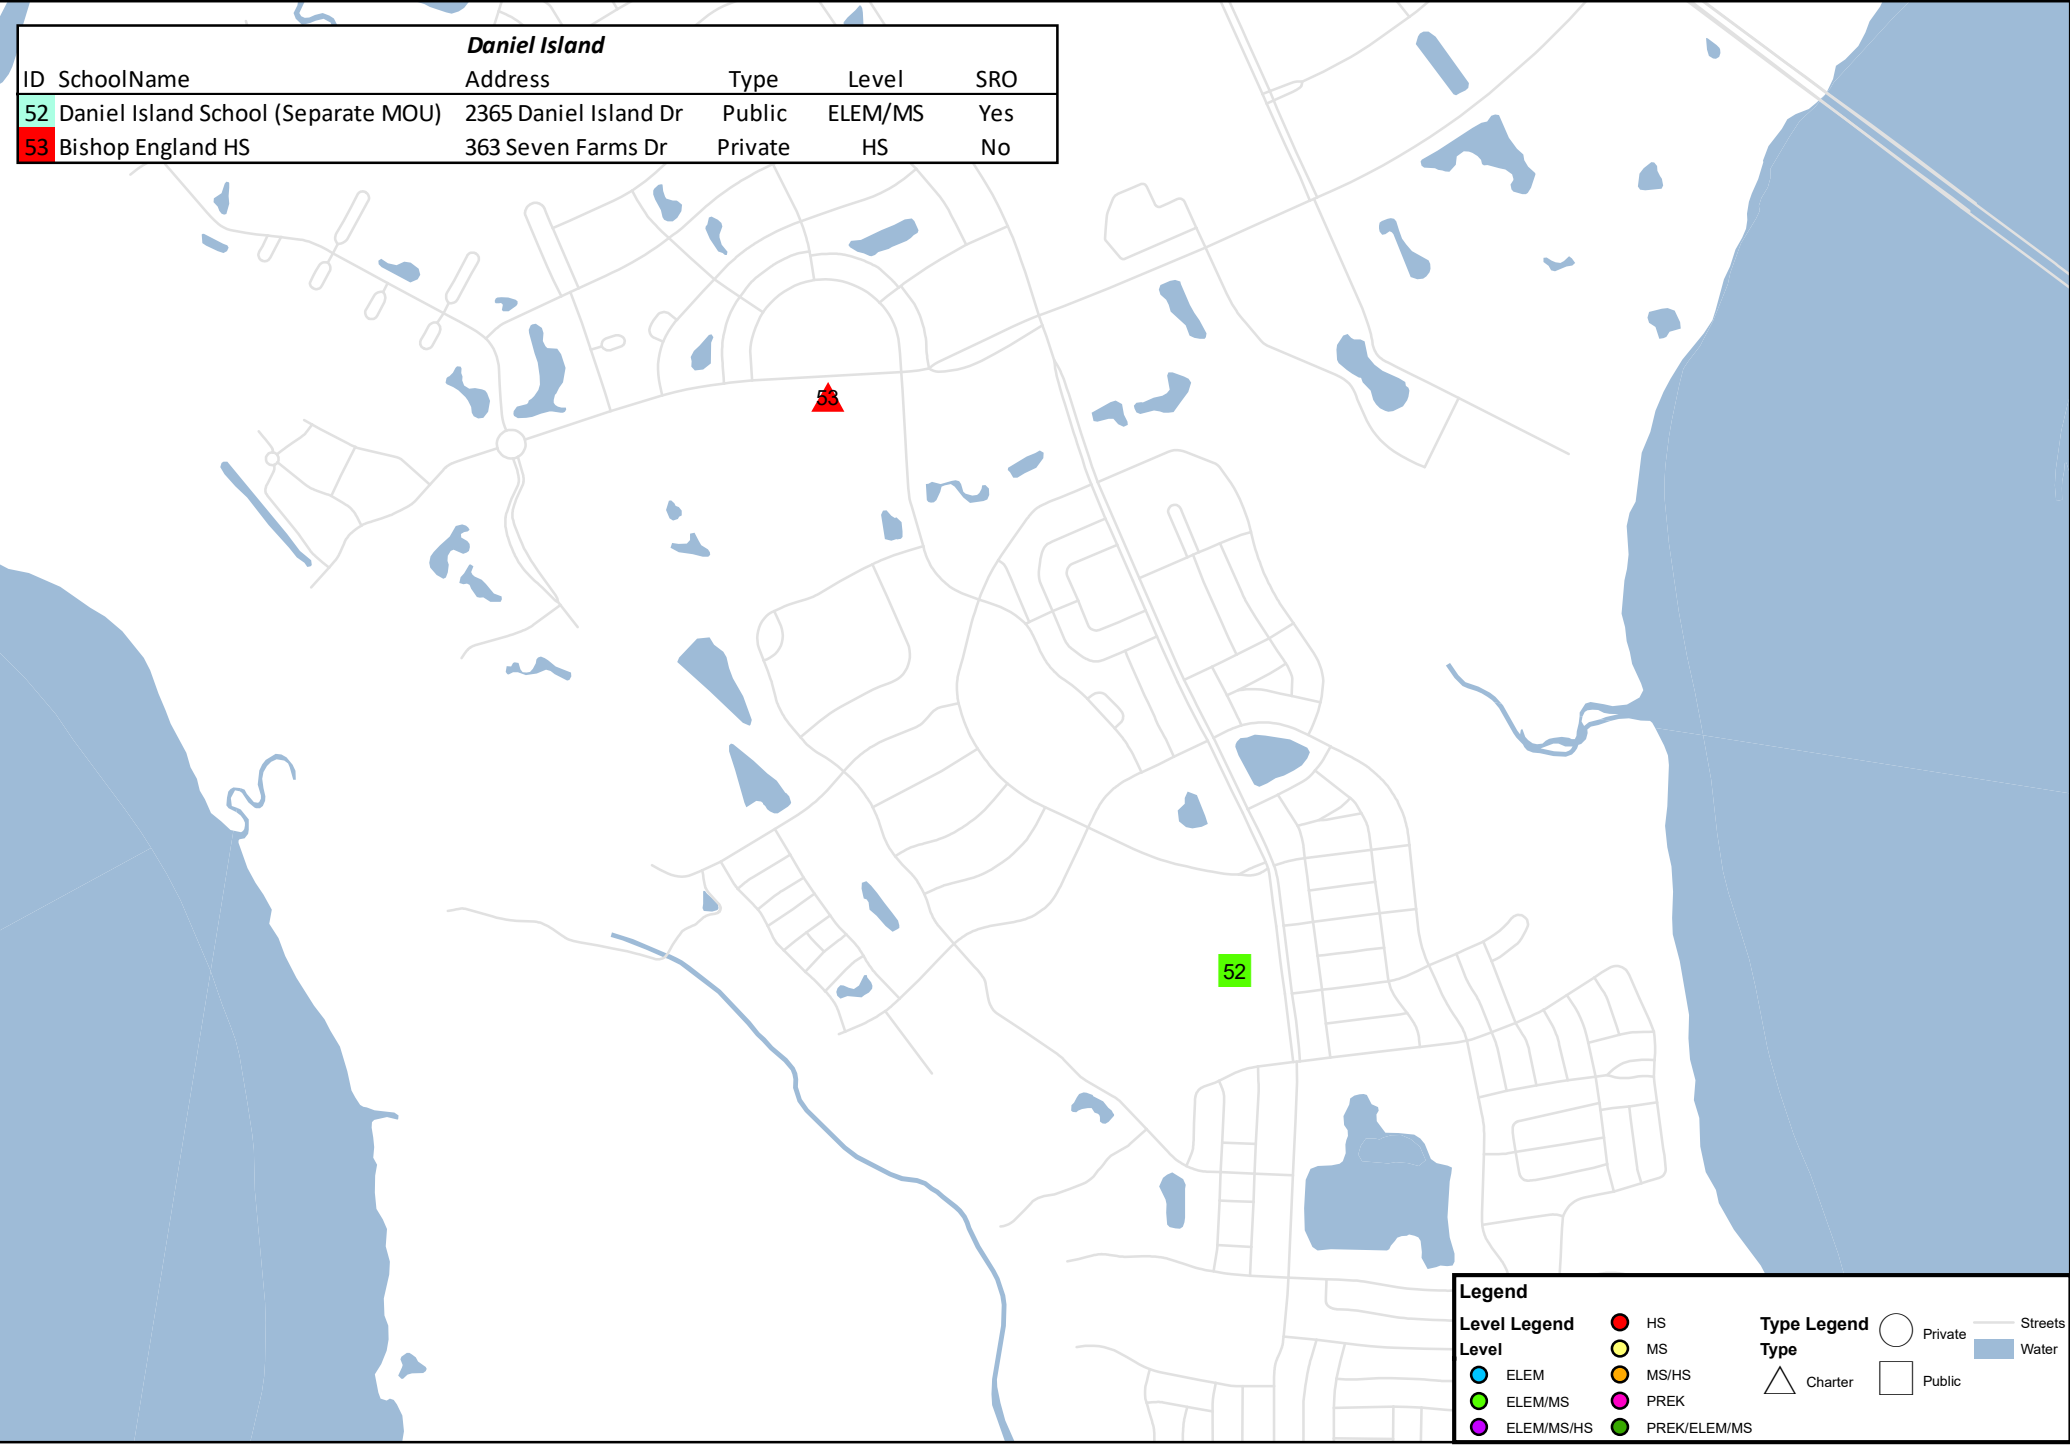 Daniel Island
ID SchoolName Address Type Level SRO
52 Daniel Island School (Separate MOU) 2365 Daniel Island Dr Public ELEM/MS Yes
53 Bishop England HS 363 Seven Farms Dr Private HS No
53
52
Legend
Level Legend
Level
ELEM
ELEM/MS
ELEM/MS/HS
HS
MS
MS/HS
PREK
PREK/ELEM/MS
Type Legend
Type
Charter
Private
Public
Streets
Water